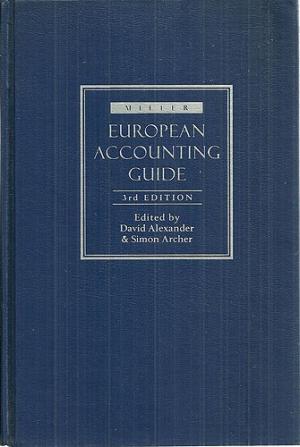 MILLER
EUROPEAN
ACCOUNTING
GUIDE
3rd EDITION
Edited by
David Alexander
& Simon Archer